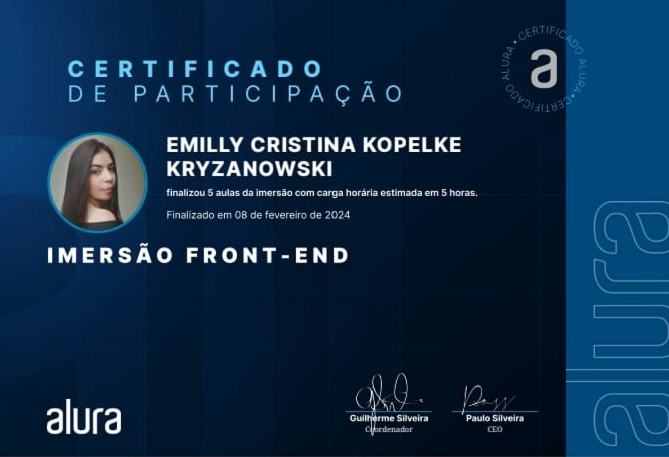 CERTIFICADO
DE PARTICIPAÇÃO
CERTIFICADO ALURA • CERTIFICADO ALURA •
a
EMILLY CRISTINA KOPELKE
KRYZANOWSKI
finalizou 5 aulas da imersão com carga horária estimada em 5 horas.
Finalizado em 08 de fevereiro de 2024
IMERSÃO FRONT-END
alura
Guilherme Silveira
Coordenador
Paulo Silveira
CEO
alura